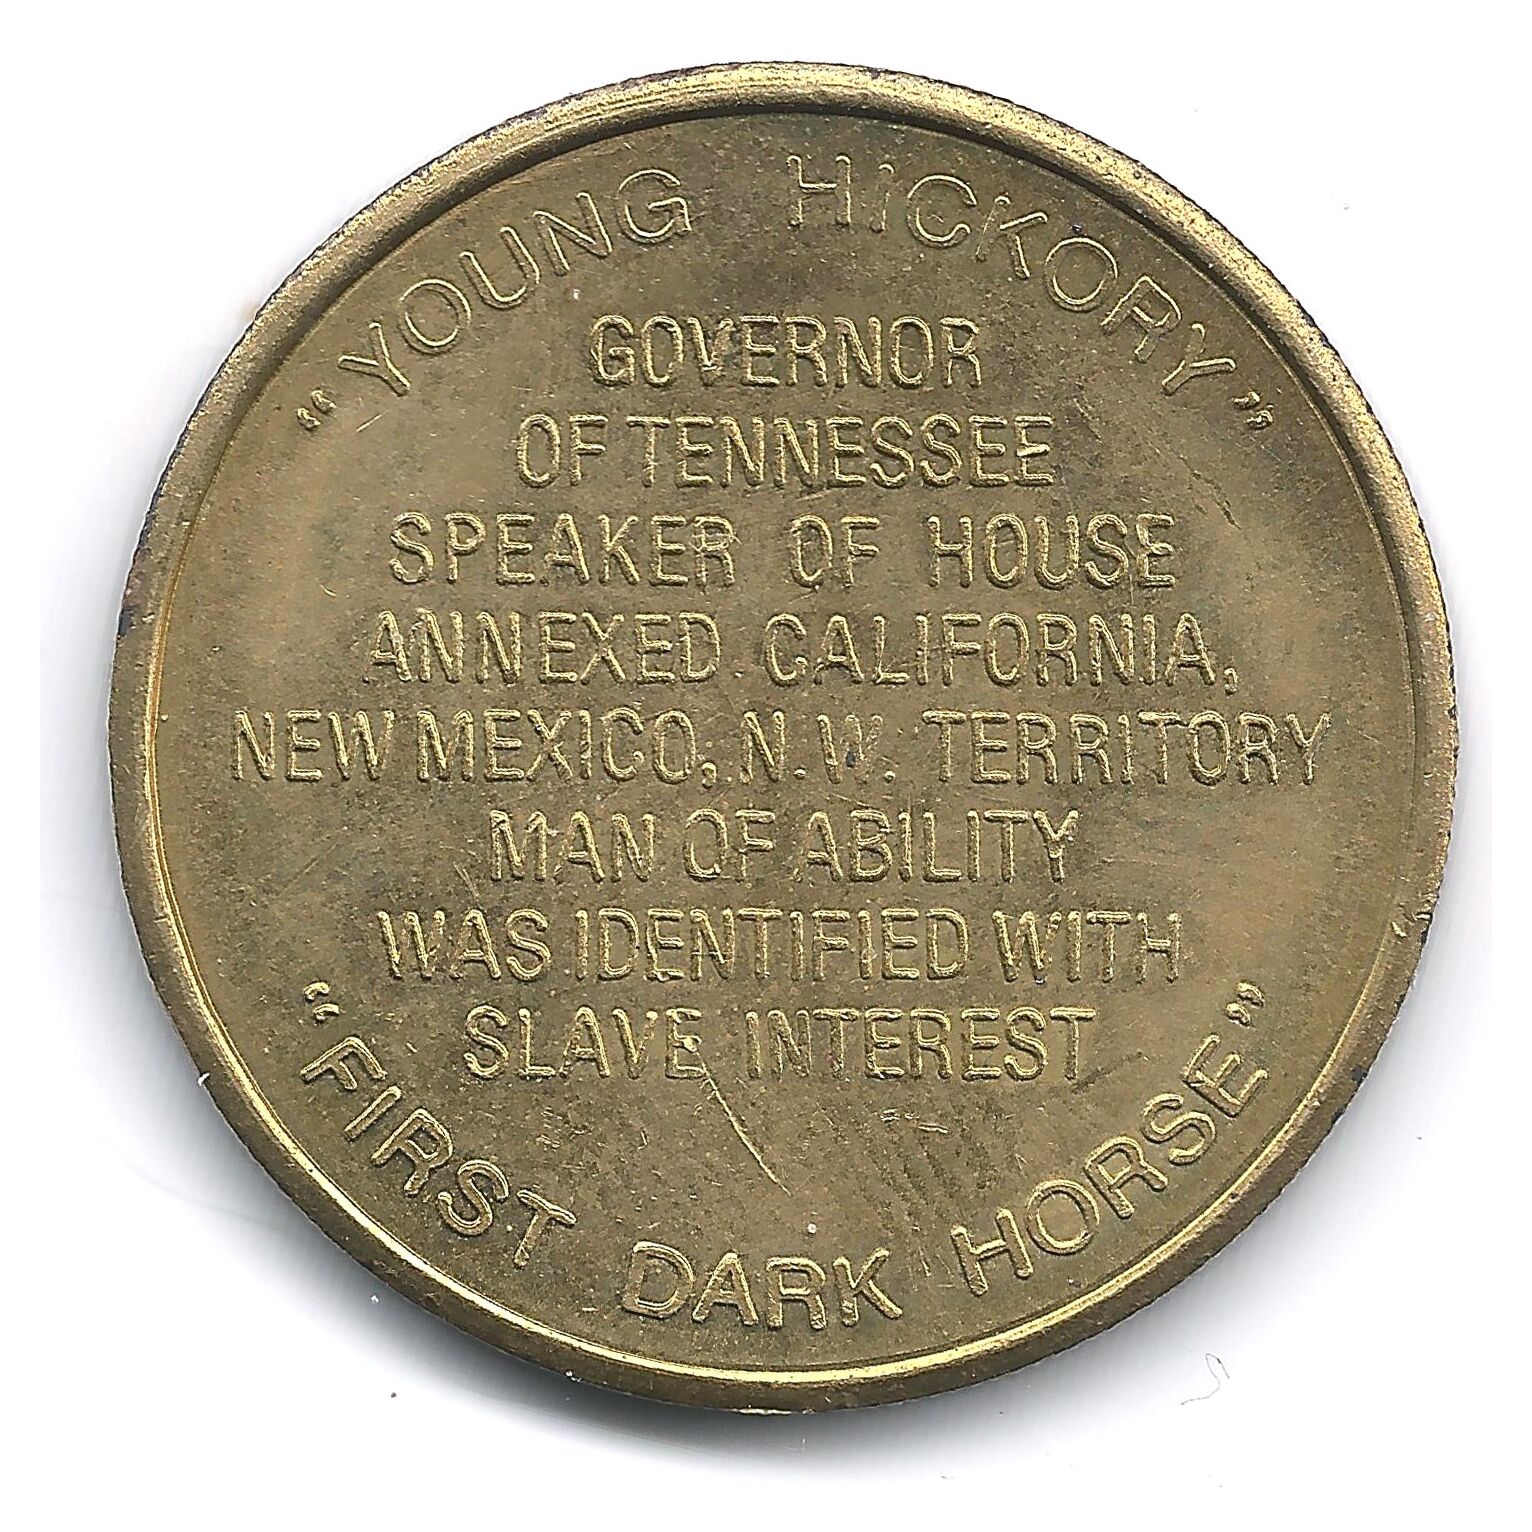 "YOUNG HICKORY"
GOVERNOR
OF TENNESSEE
SPEAKER OF HOUSE
ANNEXED CALIFORNIA,
NEW MEXICO, N.W. TERRITORY
MAN OF ABILITY
WAS IDENTIFIED WITH
SLAVE INTEREST
"FIRST DARK HORSE"